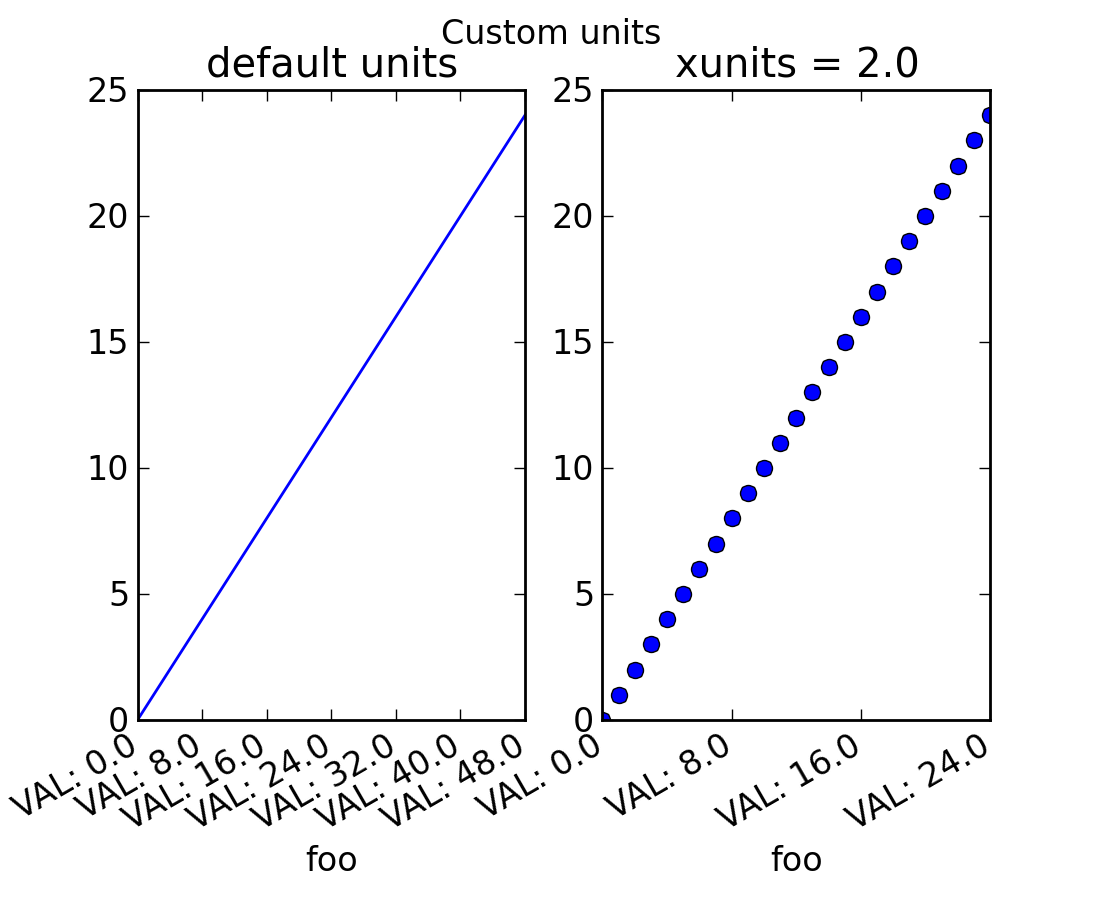 Custom units
default units
25
20
15
10
5
0
VAL: 0.0
VAL: 8.0
VAL: 16.0
VAL: 24.0
VAL: 32.0
VAL: 40.0
VAL: 48.0
foo
xunits = 2.0
25
20
15
10
5
0
VAL: 0.0
VAL: 8.0
VAL: 16.0
VAL: 24.0
foo